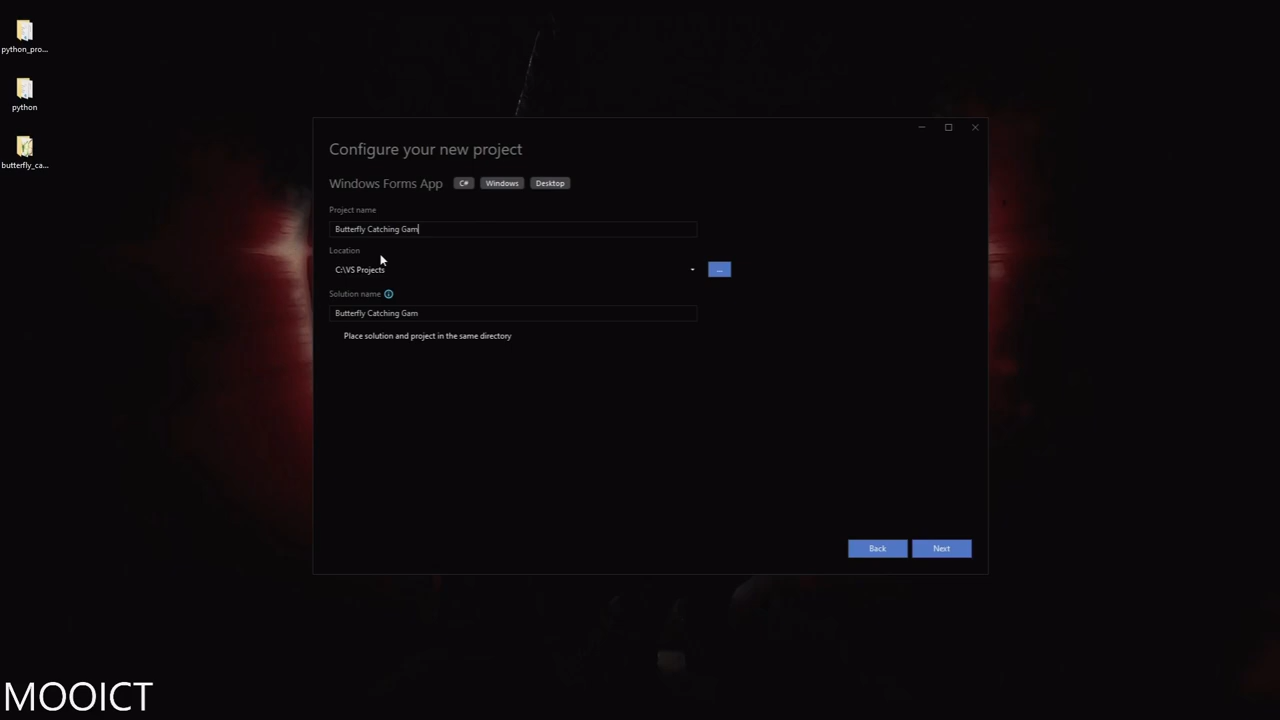 python_pro...
python
butterfly_ca...
Configure your new project
Windows Forms App C# Windows Desktop
Project name
Butterfly Catching Gam
Location
C:\VS Projects
...
Solution name
Butterfly Catching Gam
Place solution and project in the same directory
Back Next
MOOICT